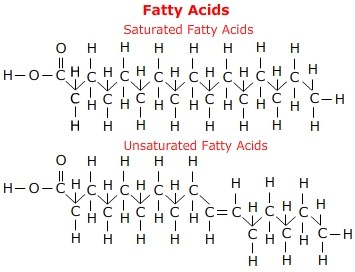 Fatty Acids
Saturated Fatty Acids
O H H H H H H H
H–O–C H C H C H C H C H C H C H C H
C H C H C H C H C H C H C H C–H
H H H H H H H H
Unsaturated Fatty Acids
O H H H H
H–O–C H C H C H C H C H H H
C H C H C H C H C=C H C H C H
H H H H H C H C H C–H
H H H